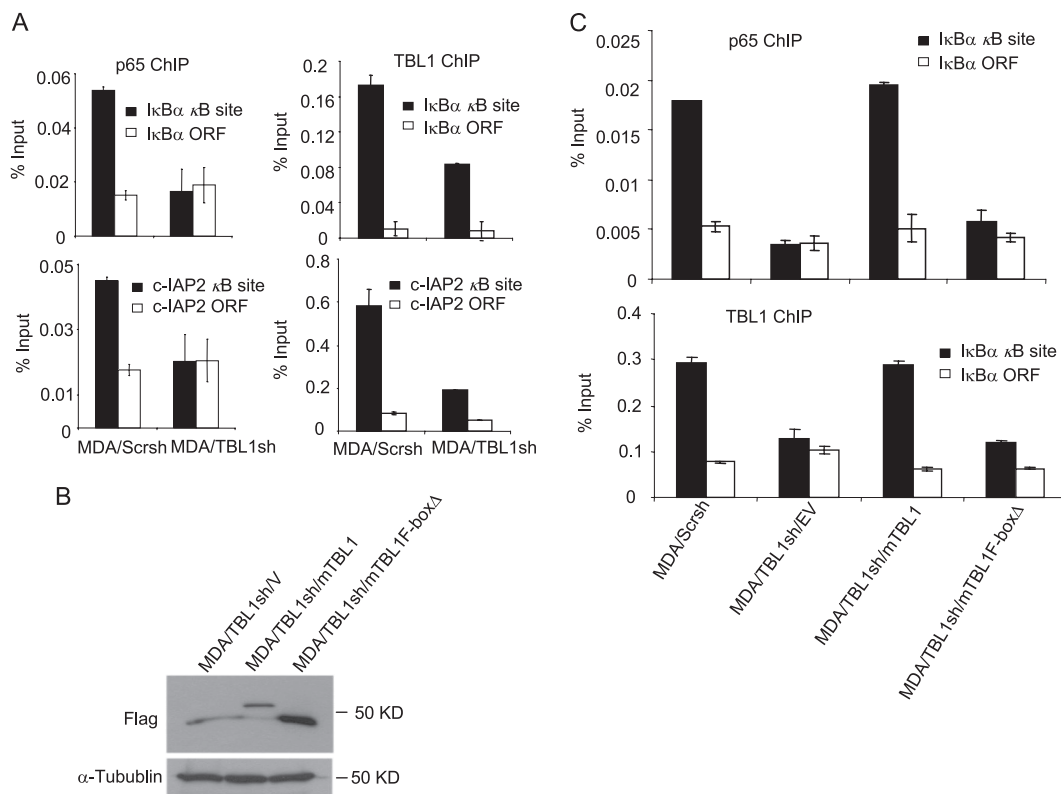 A
p65 ChIP
0.06
0.04
0.02
0
% Input
IκBα κB site
IκBα ORF
TBL1 ChIP
0.2
0.16
0.12
0.08
0.04
0
% Input
IκBα κB site
IκBα ORF
0.05
0.03
0.01
0
% Input
c-IAP2 κB site
c-IAP2 ORF
MDA/Scrsh
MDA/TBL1sh
0.8
0.6
0.4
0.2
0
% Input
c-IAP2 κB site
c-IAP2 ORF
MDA/Scrsh
MDA/TBL1sh
B
MDA/TBL1sh/V
MDA/TBL1sh/mTBL1
MDA/TBL1sh/mTBL1F-boxΔ
Flag
50 KD
α-Tubublin
50 KD
C
p65 ChIP
IκBα κB site
IκBα ORF
0.025
0.02
0.015
0.01
0.005
0
% Input
TBL1 ChIP
IκBα κB site
IκBα ORF
0.3
0.2
0.1
0
% Input
MDA/Scrsh
MDA/TBL1sh/EV
MDA/TBL1sh/mTBL1
MDA/TBL1sh/mTBL1F-boxΔ